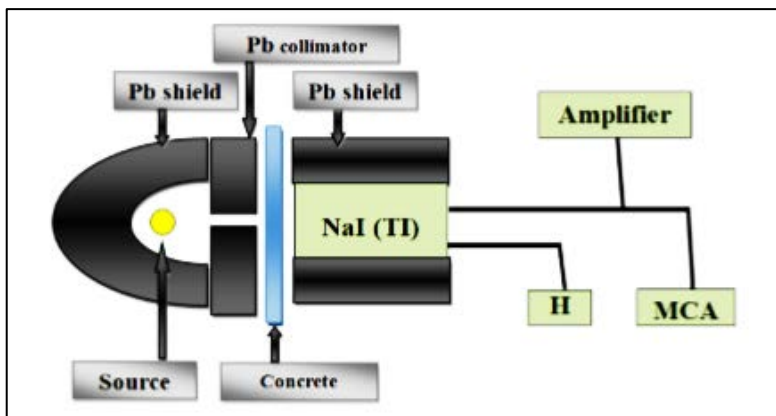 Pb collimator
Pb shield
Pb shield
Amplifier
NaI (TI)
H
MCA
Source
Concrete